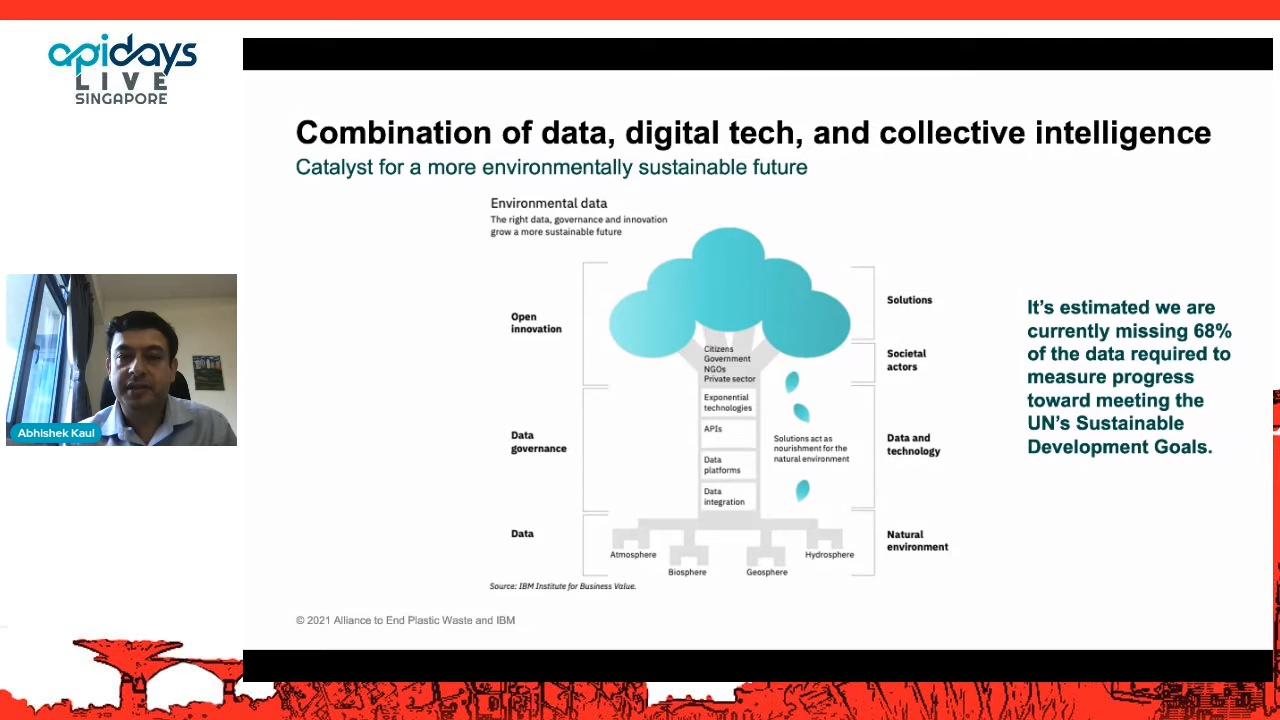 apidays
LIVE
SINGAPORE
Combination of data, digital tech, and collective intelligence
Catalyst for a more environmentally sustainable future
Environmental data
The right data, governance and innovation
grow a more sustainable future
Open
innovation
Data
governance
Data
Citizens
Government
NGOs
Private sector
Exponential
technologies
APIs
Data
platforms
Data
integration
Solutions act as
nourishment for the
natural environment
Atmosphere
Biosphere
Geosphere
Hydrosphere
Solutions
Societal
actors
Data and
technology
Natural
environment
It’s estimated we are
currently missing 68%
of the data required to
measure progress
toward meeting the
UN’s Sustainable
Development Goals.
Source: IBM Institute for Business Value.
© 2021 Alliance to End Plastic Waste and IBM
Abhishek Kaul